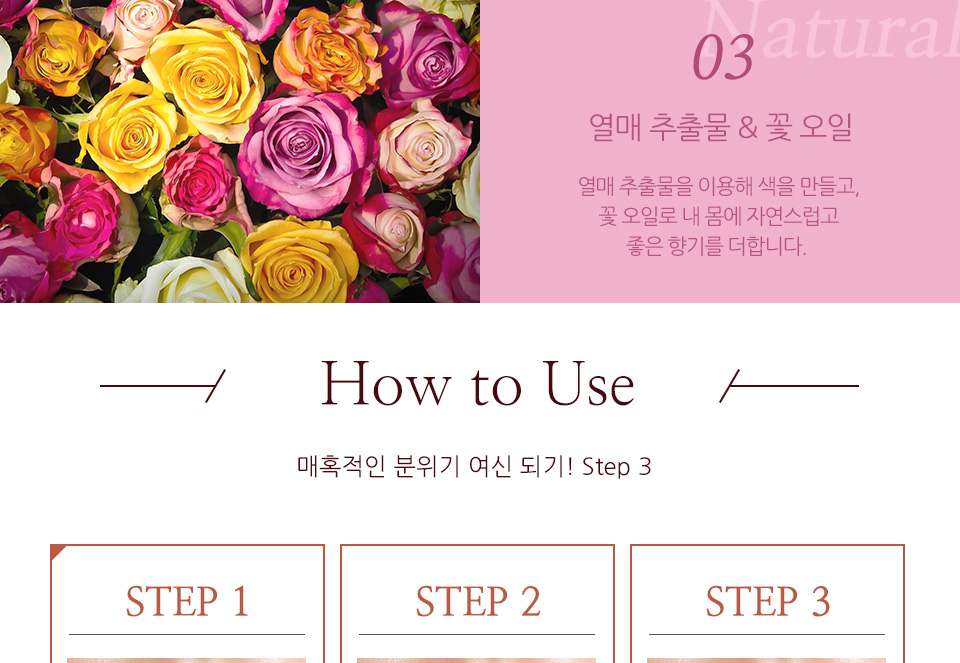 Natural
03
열매 추출물 & 꽃 오일
열매 추출물을 이용해 색을 만들고,
꽃 오일로 내 몸에 자연스럽고
좋은 향기를 더합니다.
How to Use
매혹적인 분위기 여신 되기! Step 3
STEP 1
STEP 2
STEP 3